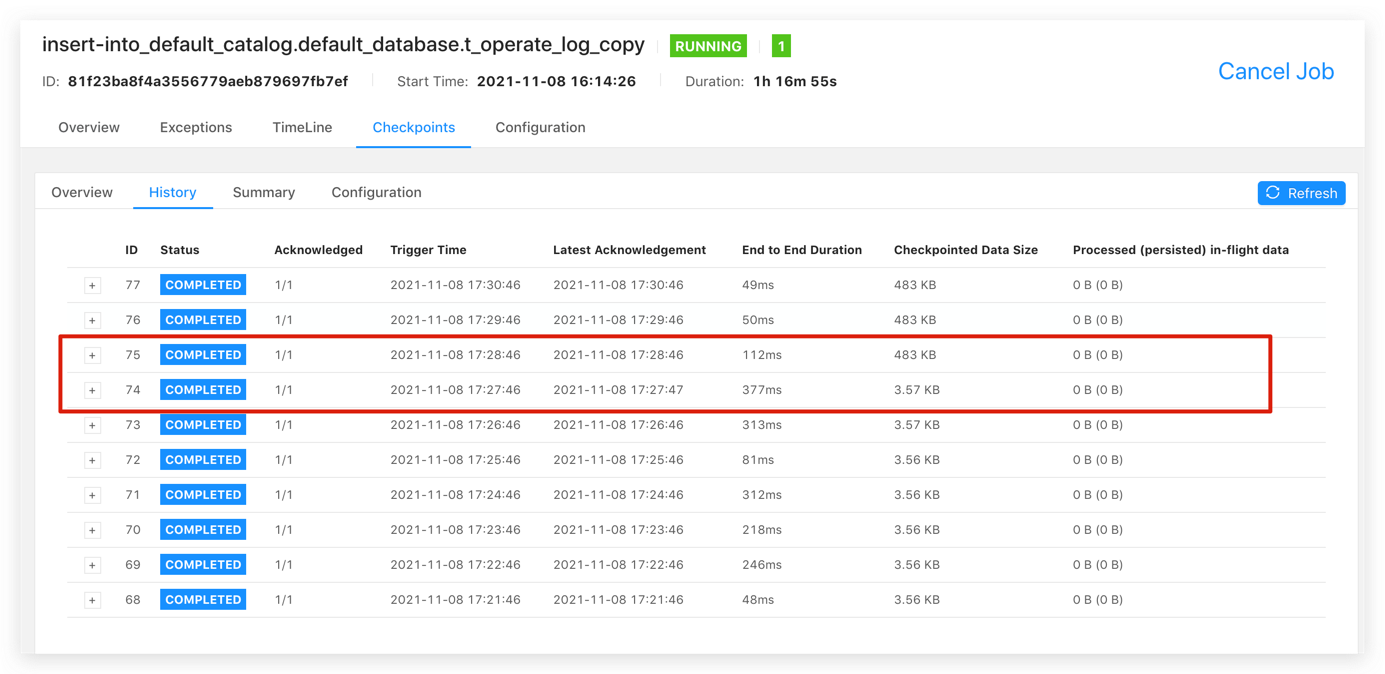 insert-into_default_catalog.default_database.t_operate_log_copy RUNNING 1
ID: 81f23ba8f4a3556779aeb879697fb7ef Start Time: 2021-11-08 16:14:26 Duration: 1h 16m 55s
Cancel Job
Overview Exceptions TimeLine Checkpoints Configuration
Overview History Summary Configuration Refresh
ID Status Acknowledged Trigger Time Latest Acknowledgement End to End Duration Checkpointed Data Size Processed (persisted) in-flight data
+ 77 COMPLETED 1/1 2021-11-08 17:30:46 2021-11-08 17:30:46 49ms 483 KB 0 B (0 B)
+ 76 COMPLETED 1/1 2021-11-08 17:29:46 2021-11-08 17:29:46 50ms 483 KB 0 B (0 B)
+ 75 COMPLETED 1/1 2021-11-08 17:28:46 2021-11-08 17:28:46 112ms 483 KB 0 B (0 B)
+ 74 COMPLETED 1/1 2021-11-08 17:27:46 2021-11-08 17:27:47 377ms 3.57 KB 0 B (0 B)
+ 73 COMPLETED 1/1 2021-11-08 17:26:46 2021-11-08 17:26:46 313ms 3.57 KB 0 B (0 B)
+ 72 COMPLETED 1/1 2021-11-08 17:25:46 2021-11-08 17:25:46 81ms 3.56 KB 0 B (0 B)
+ 71 COMPLETED 1/1 2021-11-08 17:24:46 2021-11-08 17:24:46 312ms 3.56 KB 0 B (0 B)
+ 70 COMPLETED 1/1 2021-11-08 17:23:46 2021-11-08 17:23:46 218ms 3.56 KB 0 B (0 B)
+ 69 COMPLETED 1/1 2021-11-08 17:22:46 2021-11-08 17:22:46 246ms 3.56 KB 0 B (0 B)
+ 68 COMPLETED 1/1 2021-11-08 17:21:46 2021-11-08 17:21:46 48ms 3.56 KB 0 B (0 B)